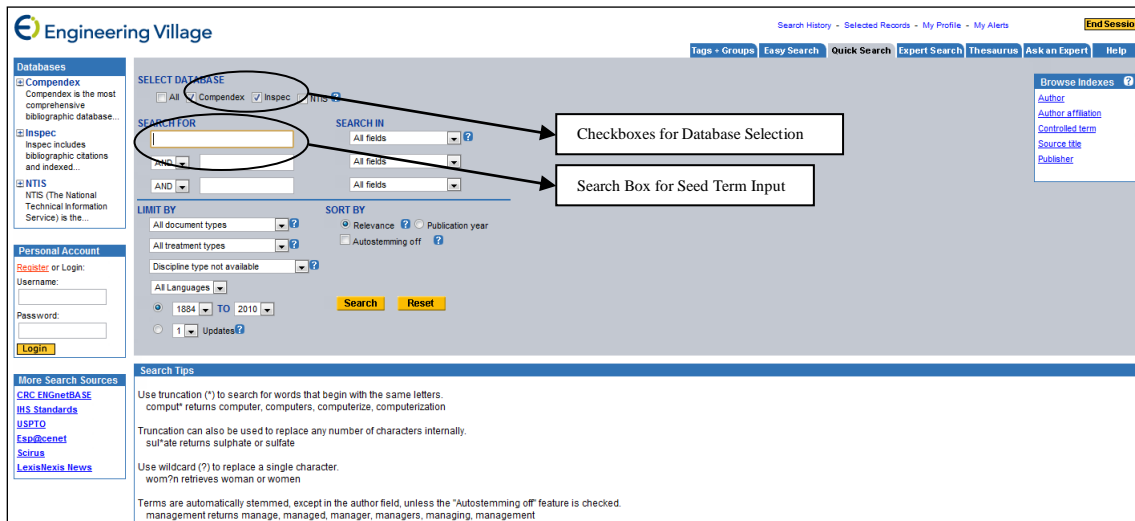 Engineering Village
Search History - Selected Records - My Profile - My Alerts
End Sessio
Tags + Groups Easy Search Quick Search Expert Search Thesaurus Ask an Expert Help
Databases
Compendex
Compendex is the most
comprehensive
bibliographic database...
Inspec
Inspec includes
bibliographic citations
and indexed...
NTIS
NTIS (The National
Technical Information
Service) is the...
Personal Account
Register or Login:
Username:
Password:
Login
More Search Sources
CRC ENGnetBASE
IHS Standards
USPTO
Esp@cenet
Scirus
LexisNexis News
SELECT DATABASE
All Compendex Inspec NTIS ?
SEARCH FOR SEARCH IN
All fields ?
AND All fields
AND All fields
Checkboxes for Database Selection
Search Box for Seed Term Input
LIMIT BY SORT BY
All document types ? Relevance ? Publication year
All treatment types ? Autostemming off ?
Discipline type not available ?
All Languages
1884 TO 2010 Search Reset
1 Updates ?
Browse Indexes ?
Author
Author affiliation
Controlled term
Source title
Publisher
Search Tips
Use truncation (*) to search for words that begin with the same letters.
comput* returns computer, computers, computerize, computerization
Truncation can also be used to replace any number of characters internally.
sul*ate returns sulphate or sulfate
Use wildcard (?) to replace a single character.
wom?n retrieves woman or women
Terms are automatically stemmed, except in the author field, unless the "Autostemming off" feature is checked.
management returns manage, managed, manager, managers, managing, management